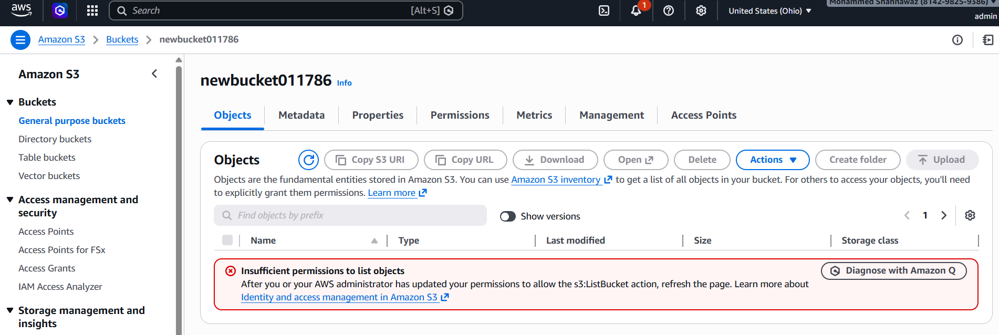 aws
Search [Alt+S]
1
United States (Ohio)
Mohammed Shahnawaz (8142-9825-9386)
admin
Amazon S3 > Buckets > newbucket011786
Amazon S3
Buckets
General purpose buckets
Directory buckets
Table buckets
Vector buckets
Access management and
security
Access Points
Access Points for FSx
Access Grants
IAM Access Analyzer
Storage management and
insights
newbucket011786 Info
Objects Metadata Properties Permissions Metrics Management Access Points
Objects Copy S3 URI Copy URL Download Open Delete Actions Create folder Upload
Objects are the fundamental entities stored in Amazon S3. You can use Amazon S3 inventory to get a list of all objects in your bucket. For others to access your objects, you'll need
to explicitly grant them permissions. Learn more
Find objects by prefix Show versions 1
Name Type Last modified Size Storage class
Insufficient permissions to list objects Diagnose with Amazon Q
After you or your AWS administrator has updated your permissions to allow the s3:ListBucket action, refresh the page. Learn more about
Identity and access management in Amazon S3